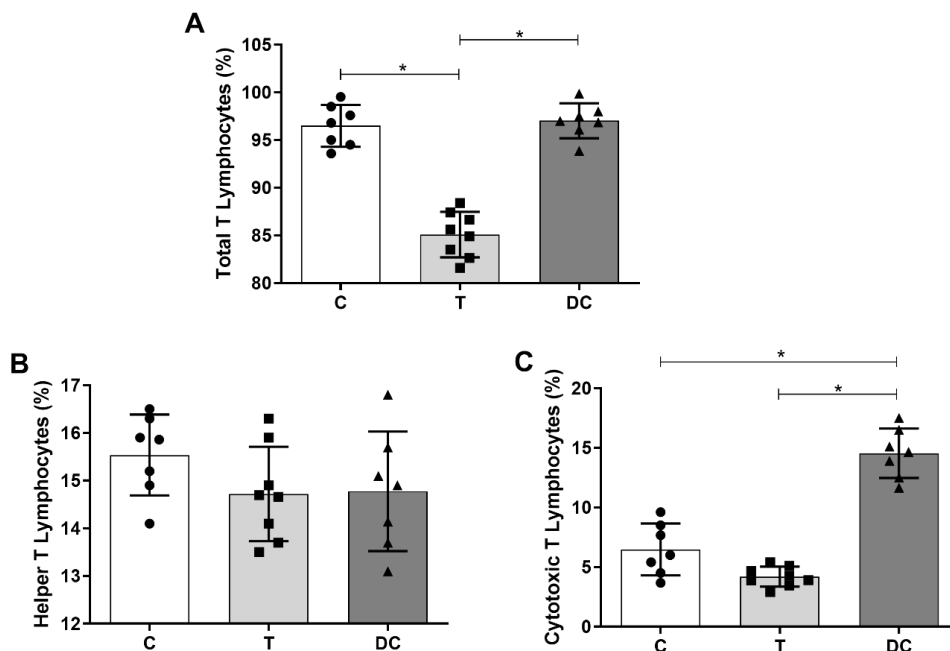 A
Total T Lymphocytes (%)
105
100
95
90
85
80
*
*
C T DC
B
Helper T Lymphocytes (%)
17
16
15
14
13
12
C T DC
C
Cytotoxic T Lymphocytes (%)
20
15
10
5
0
*
*
C T DC